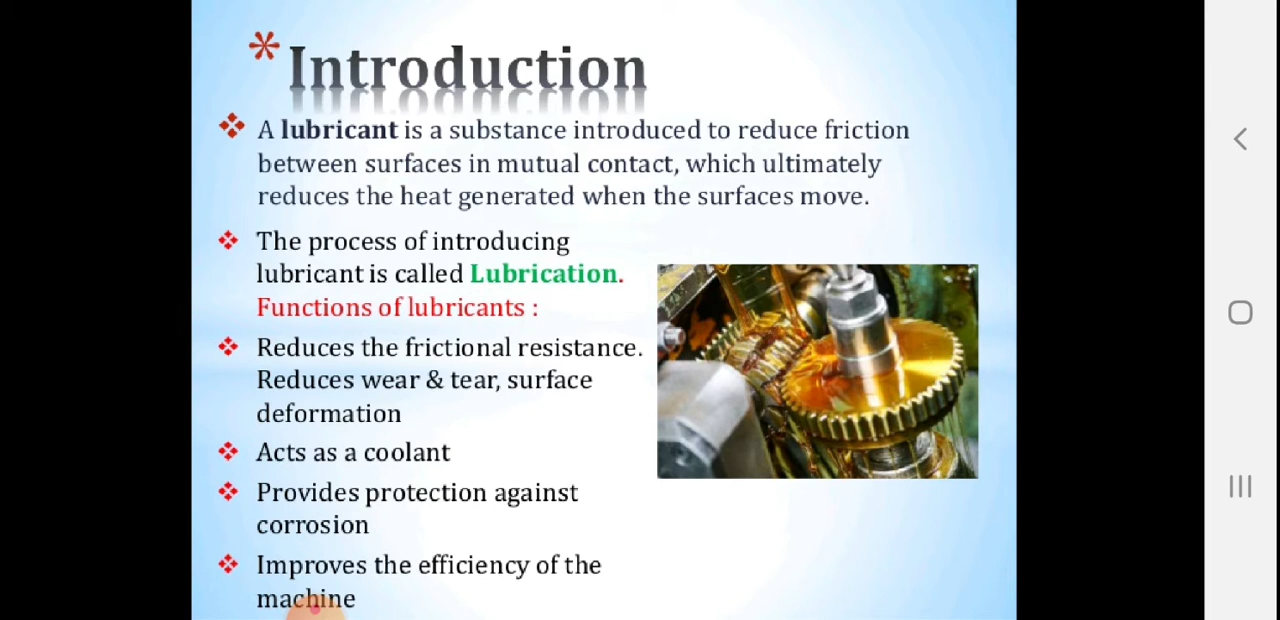 Introduction
A lubricant is a substance introduced to reduce friction
between surfaces in mutual contact, which ultimately
reduces the heat generated when the surfaces move.
The process of introducing
lubricant is called Lubrication.
Functions of lubricants :
Reduces the frictional resistance.
Reduces wear & tear, surface
deformation
Acts as a coolant
Provides protection against
corrosion
Improves the efficiency of the
machine